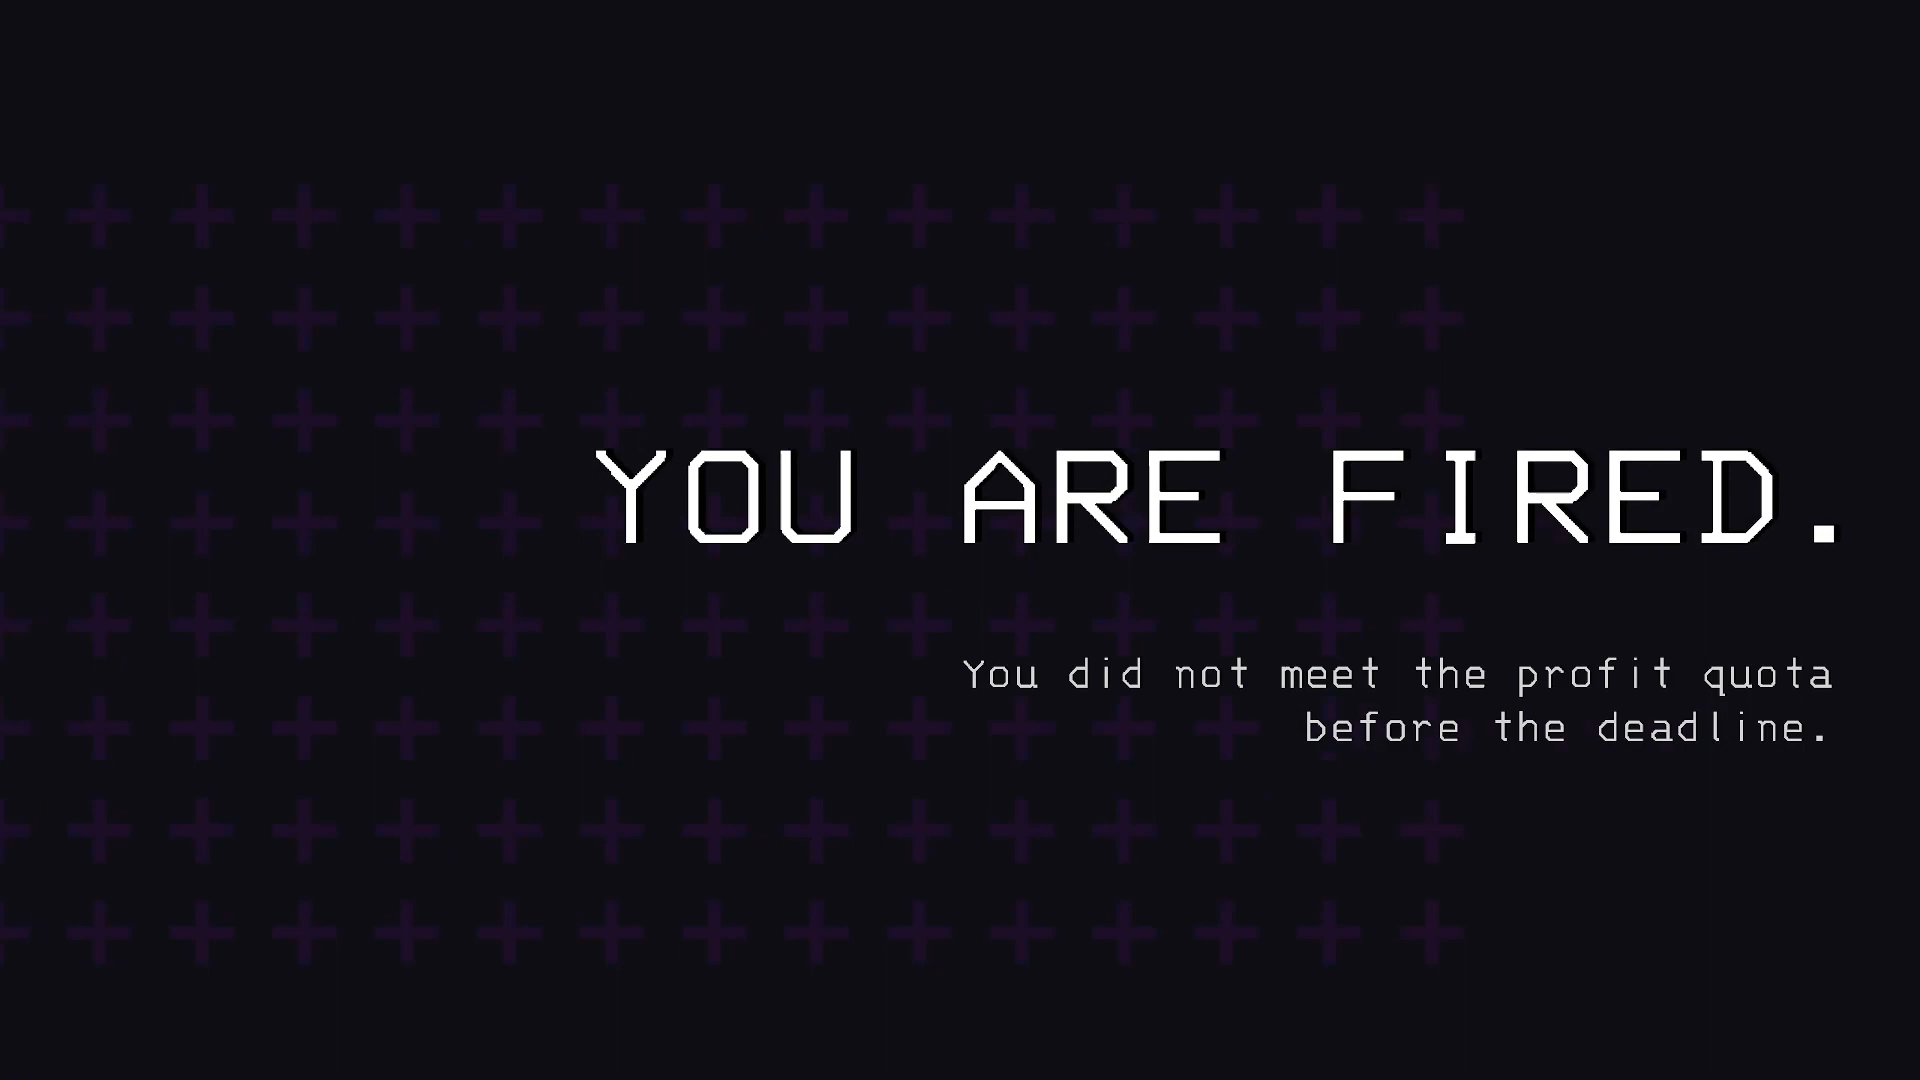 YOU ARE FIRED.
You did not meet the profit quota
before the deadline.